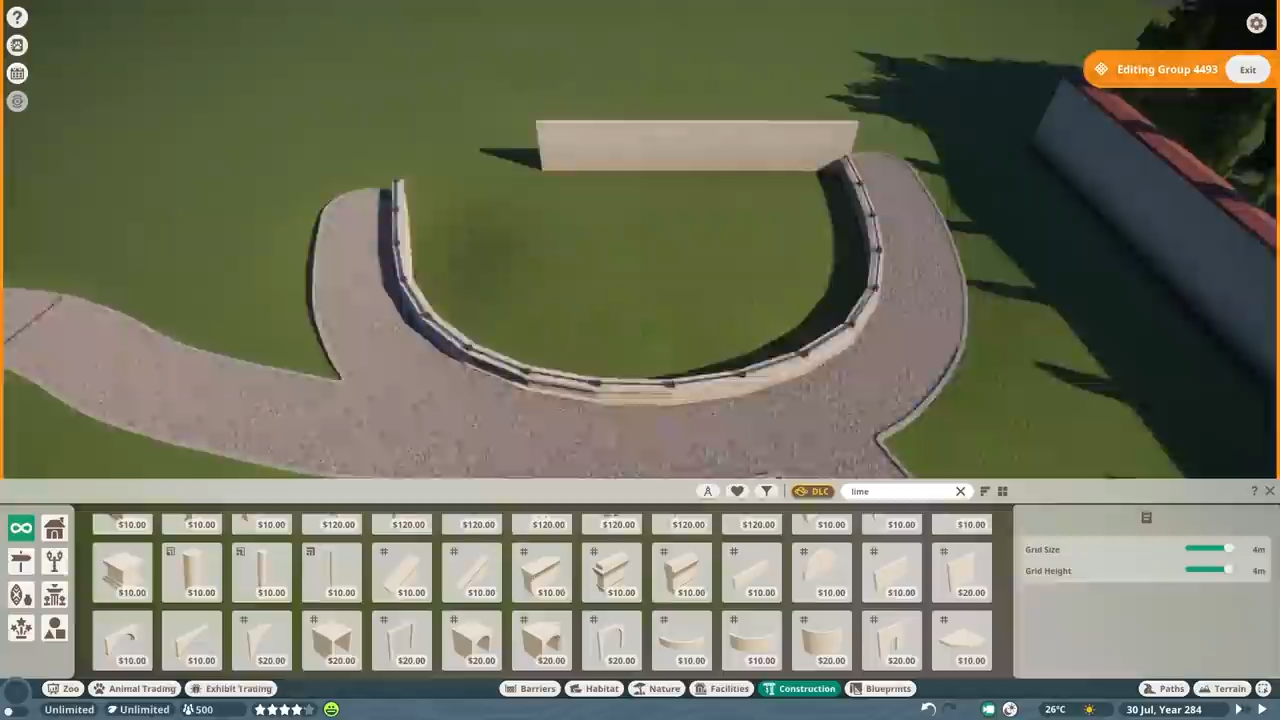 ?
Editing Group 4493 Exit
A DLC lime ? X
$10.00 $10.00 $10.00 $120.00 $120.00 $120.00 $120.00 $120.00 $120.00 $120.00 $10.00 $10.00 $10.00
$10.00 $10.00 $10.00 $10.00 $10.00 $10.00 $10.00 $10.00 $10.00 $10.00 $10.00 $10.00 $20.00
$10.00 $10.00 $20.00 $20.00 $20.00 $20.00 $20.00 $20.00 $10.00 $10.00 $20.00 $20.00 $10.00
Grid Size 4m
Grid Height 4m
Zoo Animal Trading Exhibit Trading Barriers Habitat Nature Facilities Construction Blueprints Paths Terrain
Unlimited Unlimited 500 26°C 30 Jul, Year 284